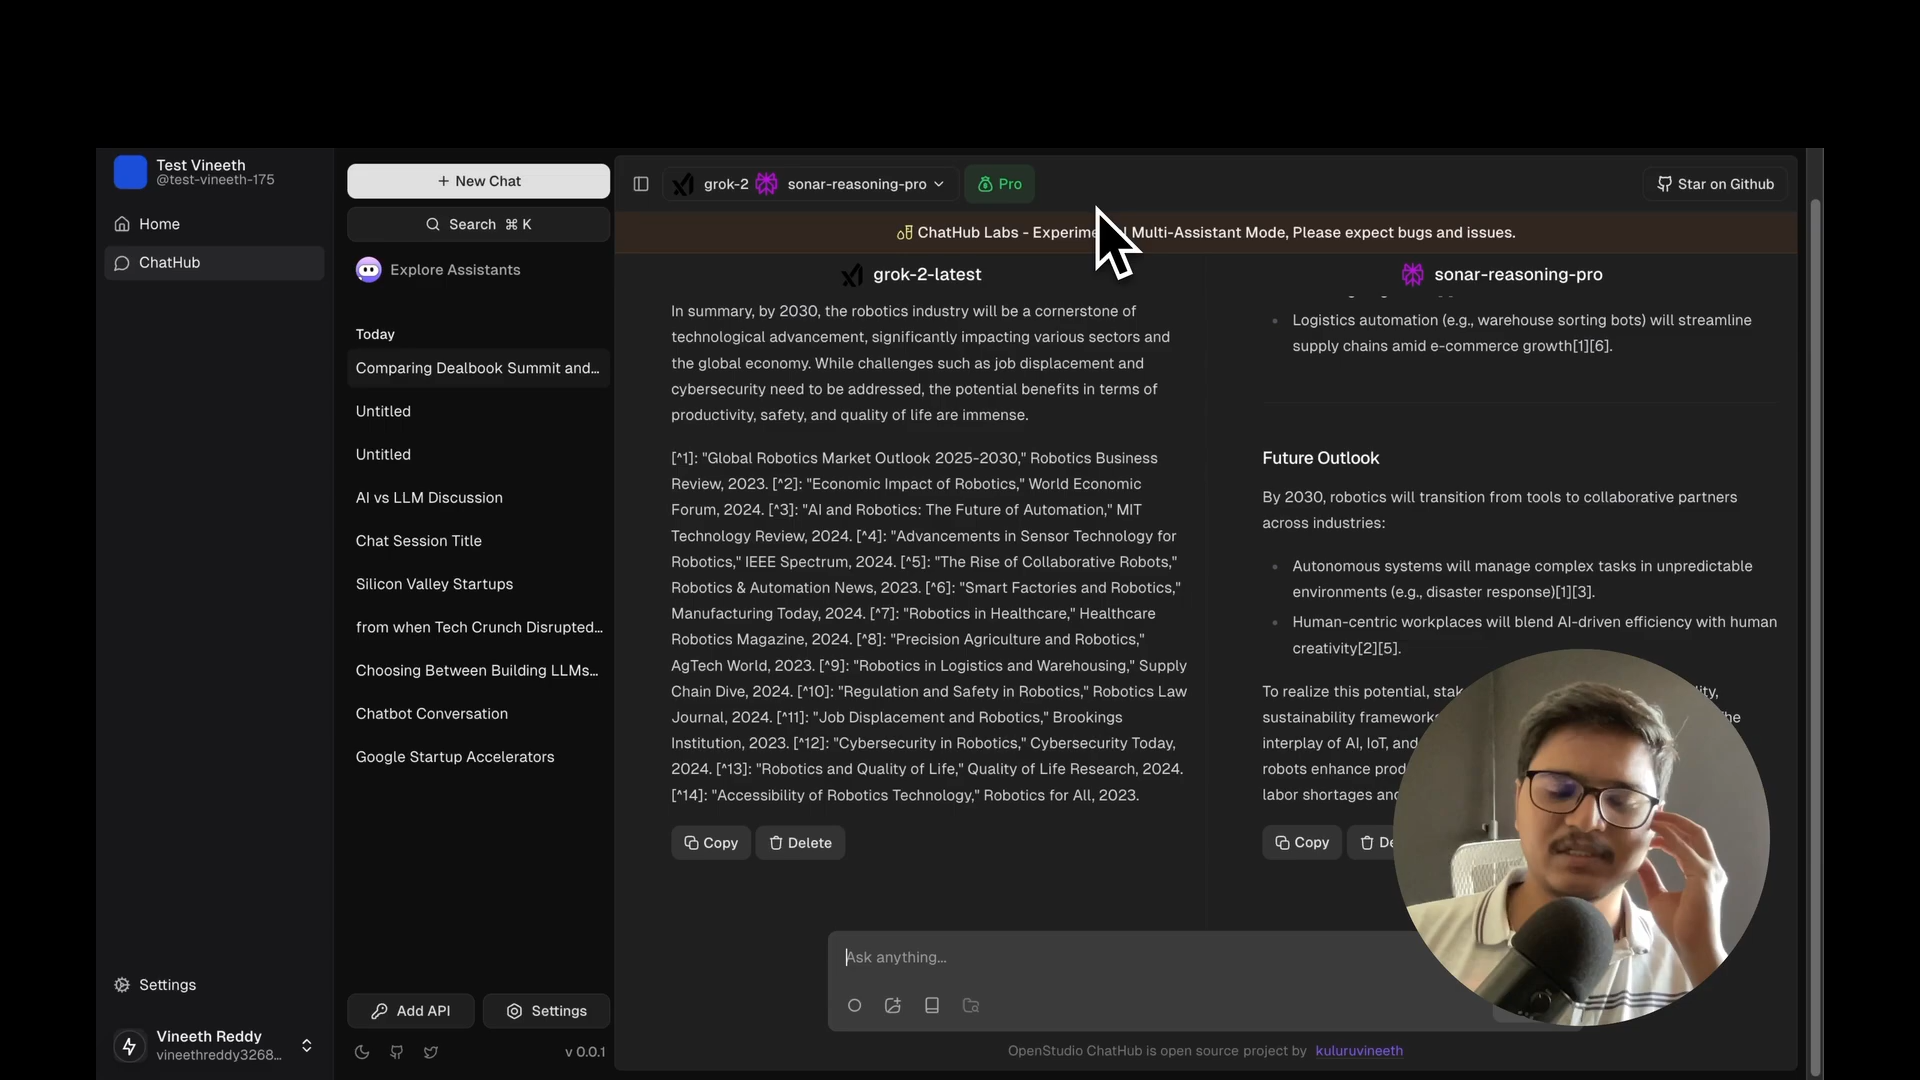 Test Vineeth
@test-vineeth-175
Home
ChatHub
Settings
Vineeth Reddy
vineethreddy3268...
+ New Chat
Search ⌘ K
Explore Assistants
Today
Comparing Dealbook Summit and...
Untitled
Untitled
AI vs LLM Discussion
Chat Session Title
Silicon Valley Startups
from when Tech Crunch Disrupted...
Choosing Between Building LLMs...
Chatbot Conversation
Google Startup Accelerators
Add API
Settings
v 0.0.1
grok-2 sonar-reasoning-pro
Pro
Star on Github
ChatHub Labs - Experime Multi-Assistant Mode, Please expect bugs and issues.
grok-2-latest
In summary, by 2030, the robotics industry will be a cornerstone of
technological advancement, significantly impacting various sectors and
the global economy. While challenges such as job displacement and
cybersecurity need to be addressed, the potential benefits in terms of
productivity, safety, and quality of life are immense.
[^1]: "Global Robotics Market Outlook 2025-2030," Robotics Business
Review, 2023. [^2]: "Economic Impact of Robotics," World Economic
Forum, 2024. [^3]: "AI and Robotics: The Future of Automation," MIT
Technology Review, 2024. [^4]: "Advancements in Sensor Technology for
Robotics," IEEE Spectrum, 2024. [^5]: "The Rise of Collaborative Robots,"
Robotics & Automation News, 2023. [^6]: "Smart Factories and Robotics,"
Manufacturing Today, 2024. [^7]: "Robotics in Healthcare," Healthcare
Robotics Magazine, 2024. [^8]: "Precision Agriculture and Robotics,"
AgTech World, 2023. [^9]: "Robotics in Logistics and Warehousing," Supply
Chain Dive, 2024. [^10]: "Regulation and Safety in Robotics," Robotics Law
Journal, 2024. [^11]: "Job Displacement and Robotics," Brookings
Institution, 2023. [^12]: "Cybersecurity in Robotics," Cybersecurity Today,
2024. [^13]: "Robotics and Quality of Life," Quality of Life Research, 2024.
[^14]: "Accessibility of Robotics Technology," Robotics for All, 2023.
Copy
Delete
sonar-reasoning-pro
Logistics automation (e.g., warehouse sorting bots) will streamline
supply chains amid e-commerce growth[1][6].
Future Outlook
By 2030, robotics will transition from tools to collaborative partners
across industries:
Autonomous systems will manage complex tasks in unpredictable
environments (e.g., disaster response)[1][3].
Human-centric workplaces will blend AI-driven efficiency with human
creativity[2][5].
To realize this potential,
sustainability
interplay of AI, IoT, and
robots enhance
labor shortages
Copy
Ask anything...
OpenStudio ChatHub is open source project by kuluruvineeth